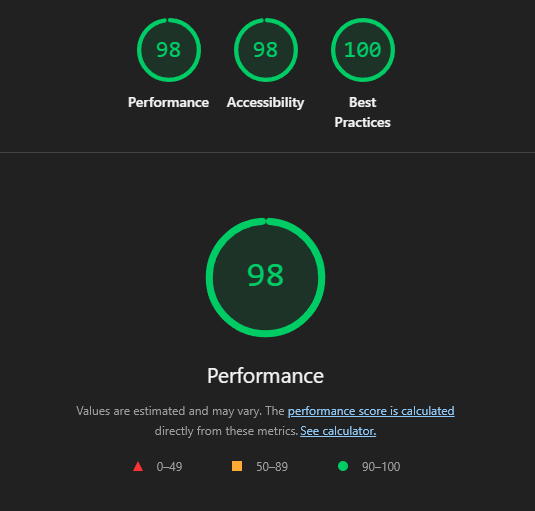 98 98 100
Performance Accessibility Best
Practices
98
Performance
Values are estimated and may vary. The performance score is calculated
directly from these metrics. See calculator.
0–49 50–89 90–100